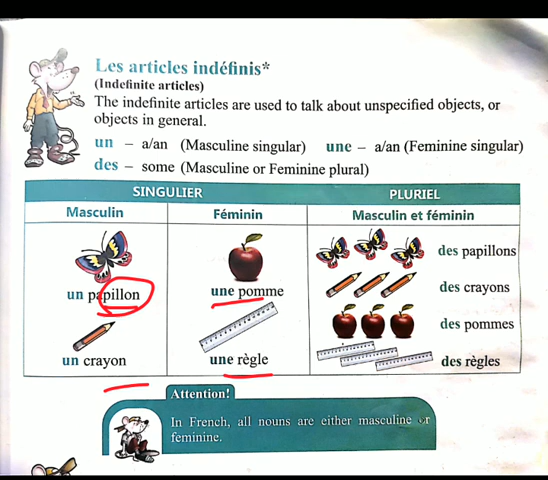 Les articles indéfinis*
(Indefinite articles)
The indefinite articles are used to talk about unspecified objects, or
objects in general.
un – a/an (Masculine singular) une – a/an (Feminine singular)
des – some (Masculine or Feminine plural)
SINGULIER PLURIEL
Masculin Féminin Masculin et féminin
des papillons
un papillon une pomme des crayons
des pommes
un crayon une règle des règles
Attention!
In French, all nouns are either masculine or
feminine.